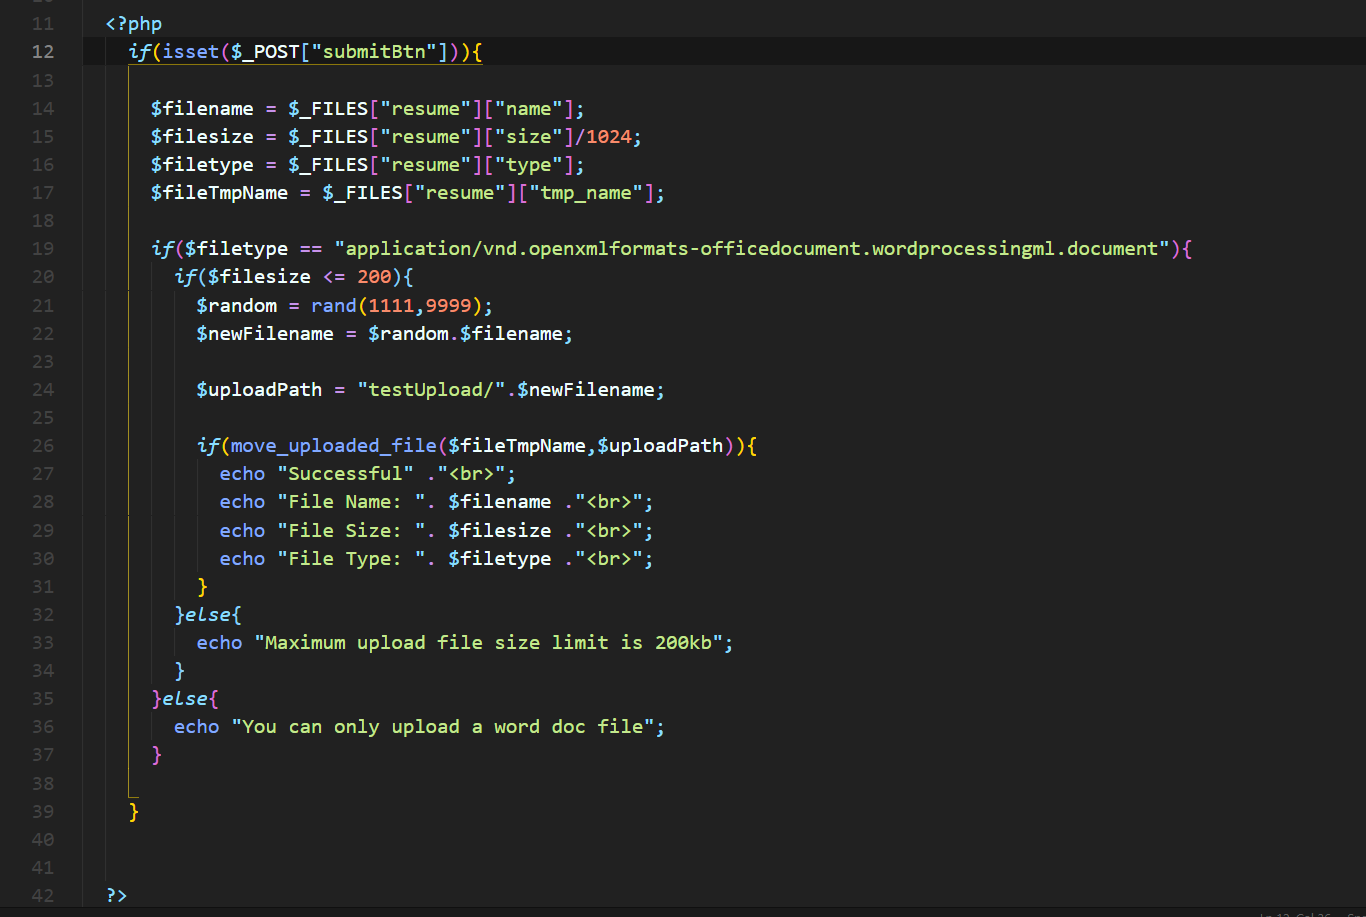 11 <?php
12 if(isset($_POST["submitBtn"])){
13
14 $filename = $_FILES["resume"]["name"];
15 $filesize = $_FILES["resume"]["size"]/1024;
16 $filetype = $_FILES["resume"]["type"];
17 $fileTmpName = $_FILES["resume"]["tmp_name"];
18
19 if($filetype == "application/vnd.openxmlformats-officedocument.wordprocessingml.document"){
20 if($filesize <= 200){
21 $random = rand(1111,9999);
22 $newFilename = $random.$filename;
23
24 $uploadPath = "testUpload/".$newFilename;
25
26 if(move_uploaded_file($fileTmpName,$uploadPath)){
27 echo "Successful" ."<br>";
28 echo "File Name: ". $filename ."<br>";
29 echo "File Size: ". $filesize ."<br>";
30 echo "File Type: ". $filetype ."<br>";
31 }
32 }else{
33 echo "Maximum upload file size limit is 200kb";
34 }
35 }else{
36 echo "You can only upload a word doc file";
37 }
38
39 }
40
41
42 ?>